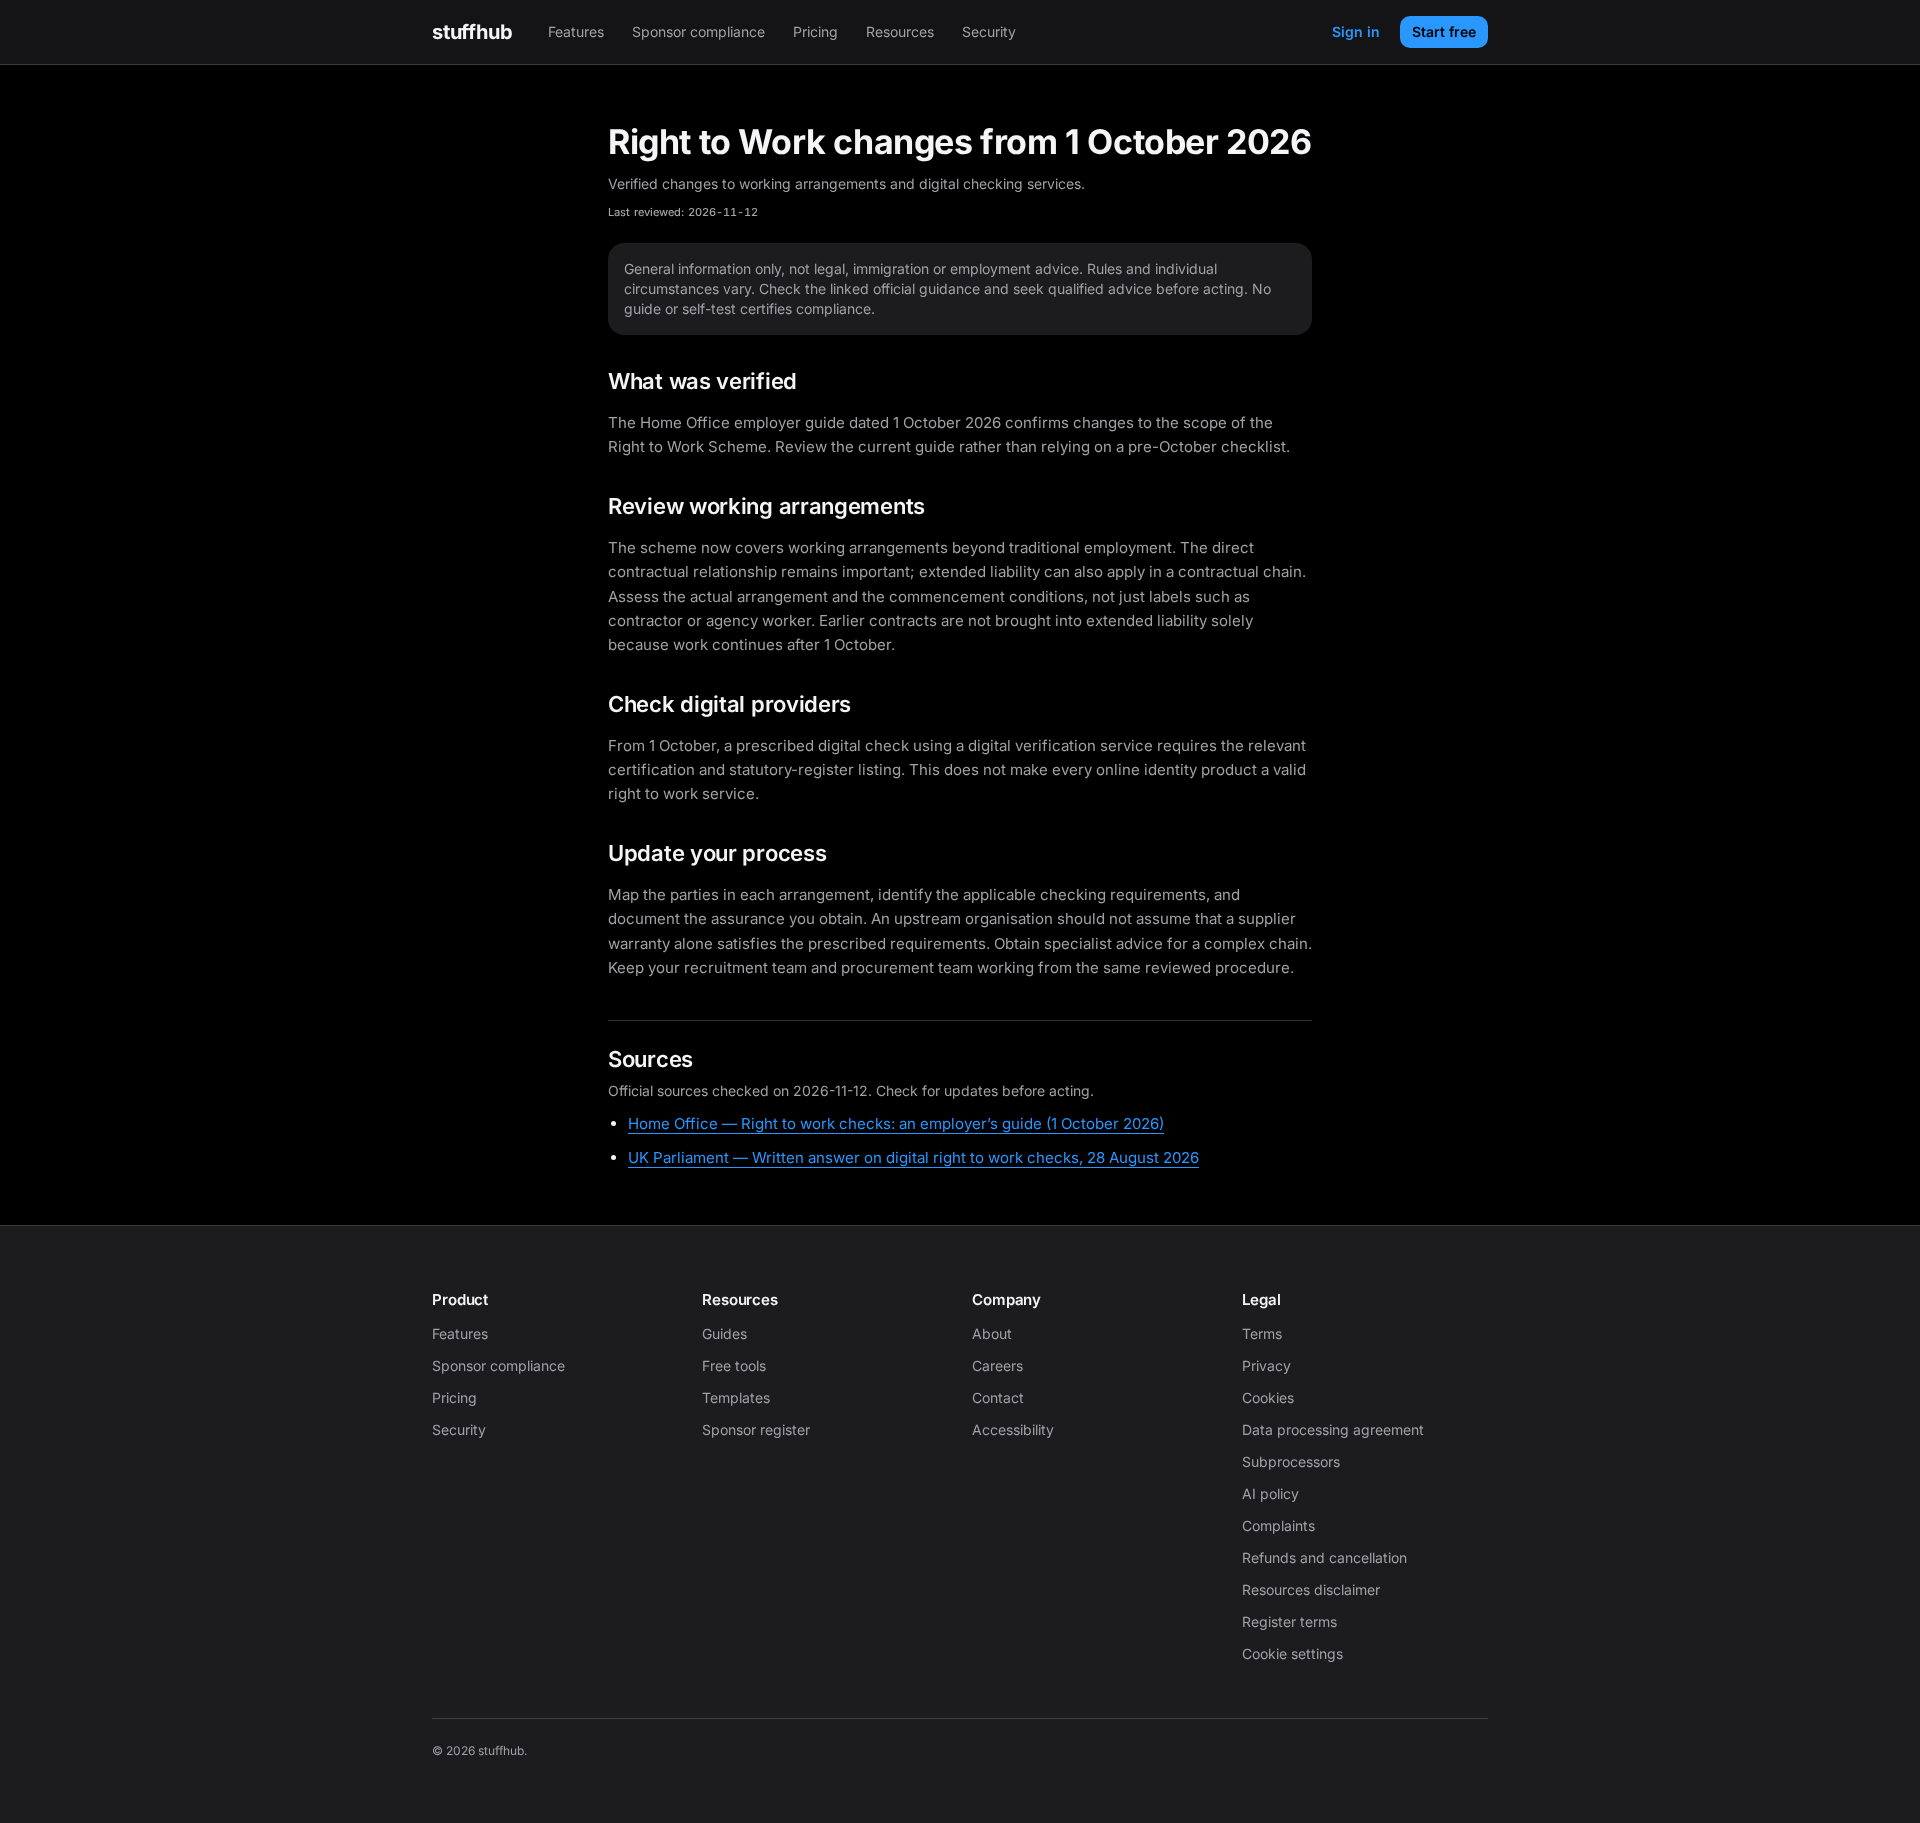 stuffhub
Features
Sponsor compliance
Pricing
Resources
Security
Sign in
Start free
Right to Work changes from 1 October 2026
Verified changes to working arrangements and digital checking services.
Last reviewed: 2026-11-12
General information only, not legal, immigration or employment advice. Rules and individual
circumstances vary. Check the linked official guidance and seek qualified advice before acting. No
guide or self-test certifies compliance.
What was verified
The Home Office employer guide dated 1 October 2026 confirms changes to the scope of the
Right to Work Scheme. Review the current guide rather than relying on a pre-October checklist.
Review working arrangements
The scheme now covers working arrangements beyond traditional employment. The direct
contractual relationship remains important; extended liability can also apply in a contractual chain.
Assess the actual arrangement and the commencement conditions, not just labels such as
contractor or agency worker. Earlier contracts are not brought into extended liability solely
because work continues after 1 October.
Check digital providers
From 1 October, a prescribed digital check using a digital verification service requires the relevant
certification and statutory-register listing. This does not make every online identity product a valid
right to work service.
Update your process
Map the parties in each arrangement, identify the applicable checking requirements, and
document the assurance you obtain. An upstream organisation should not assume that a supplier
warranty alone satisfies the prescribed requirements. Obtain specialist advice for a complex chain.
Keep your recruitment team and procurement team working from the same reviewed procedure.
Sources
Official sources checked on 2026-11-12. Check for updates before acting.
Home Office — Right to work checks: an employer’s guide (1 October 2026)
UK Parliament — Written answer on digital right to work checks, 28 August 2026
Product
Features
Sponsor compliance
Pricing
Security
Resources
Guides
Free tools
Templates
Sponsor register
Company
About
Careers
Contact
Accessibility
Legal
Terms
Privacy
Cookies
Data processing agreement
Subprocessors
AI policy
Complaints
Refunds and cancellation
Resources disclaimer
Register terms
Cookie settings
© 2026 stuffhub.